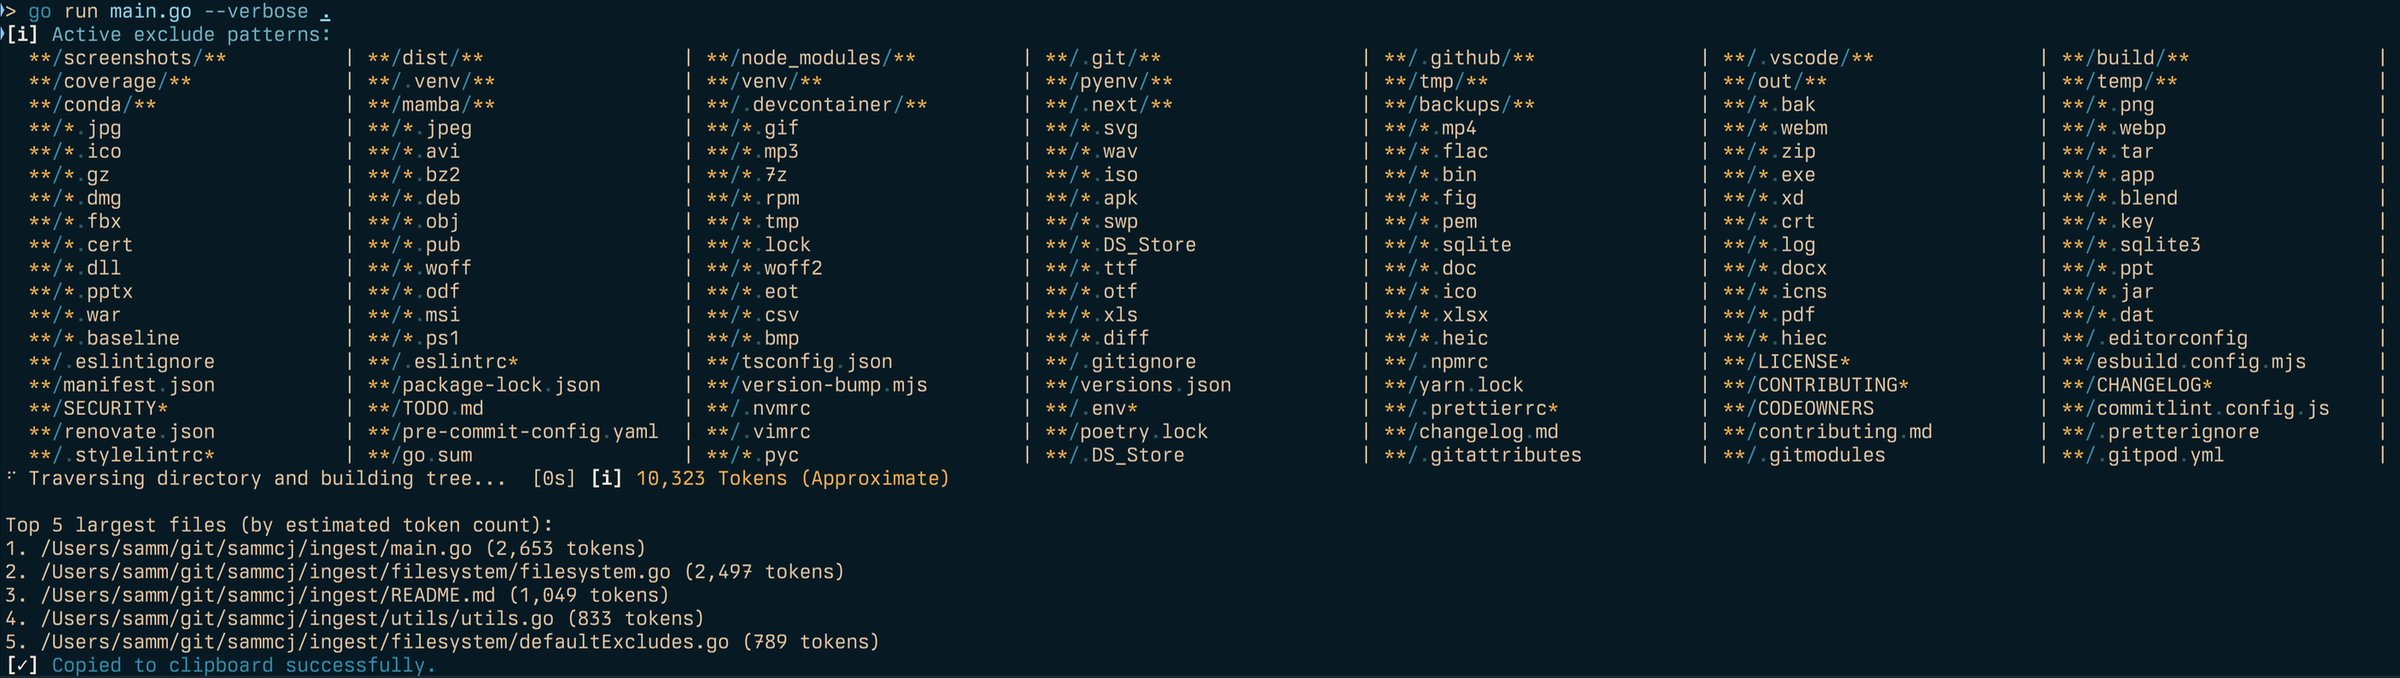 > go run main.go --verbose .
[i] Active exclude patterns:
**/screenshots/** | **/dist/** | **/node_modules/** | **/.git/** | **/.github/** | **/.vscode/** | **/build/** |
**/coverage/** | **/.venv/** | **/venv/** | **/pyenv/** | **/tmp/** | **/out/** | **/temp/** |
**/conda/** | **/mamba/** | **/.devcontainer/** | **/.next/** | **/backups/** | **/*.bak | **/*.png |
**/*.jpg | **/*.jpeg | **/*.gif | **/*.svg | **/*.mp4 | **/*.webm | **/*.webp |
**/*.ico | **/*.avi | **/*.mp3 | **/*.wav | **/*.flac | **/*.zip | **/*.tar |
**/*.gz | **/*.bz2 | **/*.7z | **/*.iso | **/*.bin | **/*.exe | **/*.app |
**/*.dmg | **/*.deb | **/*.rpm | **/*.apk | **/*.fig | **/*.xd | **/*.blend |
**/*.fbx | **/*.obj | **/*.tmp | **/*.swp | **/*.pem | **/*.crt | **/*.key |
**/*.cert | **/*.pub | **/*.lock | **/*.DS_Store | **/*.sqlite | **/*.log | **/*.sqlite3 |
**/*.dll | **/*.woff | **/*.woff2 | **/*.ttf | **/*.doc | **/*.docx | **/*.ppt |
**/*.pptx | **/*.odf | **/*.eot | **/*.otf | **/*.ico | **/*.icns | **/*.jar |
**/*.war | **/*.msi | **/*.csv | **/*.xls | **/*.xlsx | **/*.pdf | **/*.dat |
**/*.baseline | **/*.ps1 | **/*.bmp | **/*.diff | **/*.heic | **/*.hiec | **/.editorconfig |
**/.eslintignore | **/.eslintrc* | **/tsconfig.json | **/.gitignore | **/.npmrc | **/LICENSE* | **/esbuild.config.mjs |
**/manifest.json | **/package-lock.json | **/version-bump.mjs | **/versions.json | **/yarn.lock | **/CONTRIBUTING* | **/CHANGELOG* |
**/SECURITY* | **/TODO.md | **/.nvmrc | **/.env* | **/.prettierrc* | **/CODEOWNERS | **/commitlint.config.js |
**/renovate.json | **/pre-commit-config.yaml | **/.vimrc | **/poetry.lock | **/changelog.md | **/contributing.md | **/.pretterignore |
**/.stylelintrc* | **/go.sum | **/*.pyc | **/.DS_Store | **/.gitattributes | **/.gitmodules | **/.gitpod.yml |
Traversing directory and building tree... [0s] [i] 10,323 Tokens (Approximate)
Top 5 largest files (by estimated token count):
1. /Users/samm/git/sammcj/ingest/main.go (2,653 tokens)
2. /Users/samm/git/sammcj/ingest/filesystem/filesystem.go (2,497 tokens)
3. /Users/samm/git/sammcj/ingest/README.md (1,049 tokens)
4. /Users/samm/git/sammcj/ingest/utils/utils.go (833 tokens)
5. /Users/samm/git/sammcj/ingest/filesystem/defaultExcludes.go (789 tokens)
[✓] Copied to clipboard successfully.